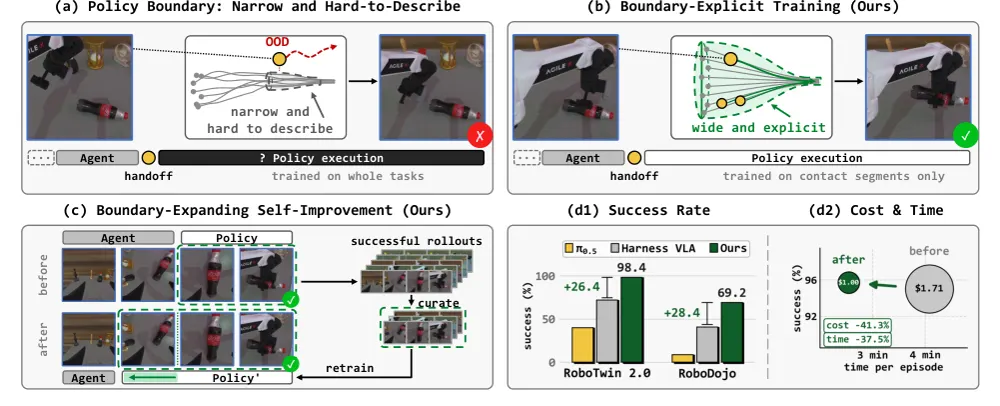 (a) Policy Boundary: Narrow and Hard-to-Describe
OOD
AGILE
narrow and
hard to describe
✗
Agent
? Policy execution
handoff
trained on whole tasks
(b) Boundary-Explicit Training (Ours)
AGILE
AGILE
wide and explicit
✓
Agent
Policy execution
handoff
trained on contact segments only
(c) Boundary-Expanding Self-Improvement (Ours)
Agent
Policy
before
✓
successful rollouts
curate
after
✓
Agent
Policy'
retrain
(d1) Success Rate
π0.5
Harness VLA
Ours
success (%)
100
50
0
+26.4
98.4
+28.4
69.2
RoboTwin 2.0
RoboDojo
(d2) Cost & Time
success (%)
96
92
after
$1.00
before
$1.71
cost -41.3%
time -37.5%
3 min
4 min
time per episode